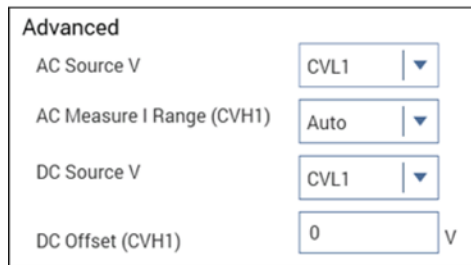 Advanced
AC Source V CVL1
AC Measure I Range (CVH1) Auto
DC Source V CVL1
DC Offset (CVH1) 0 V